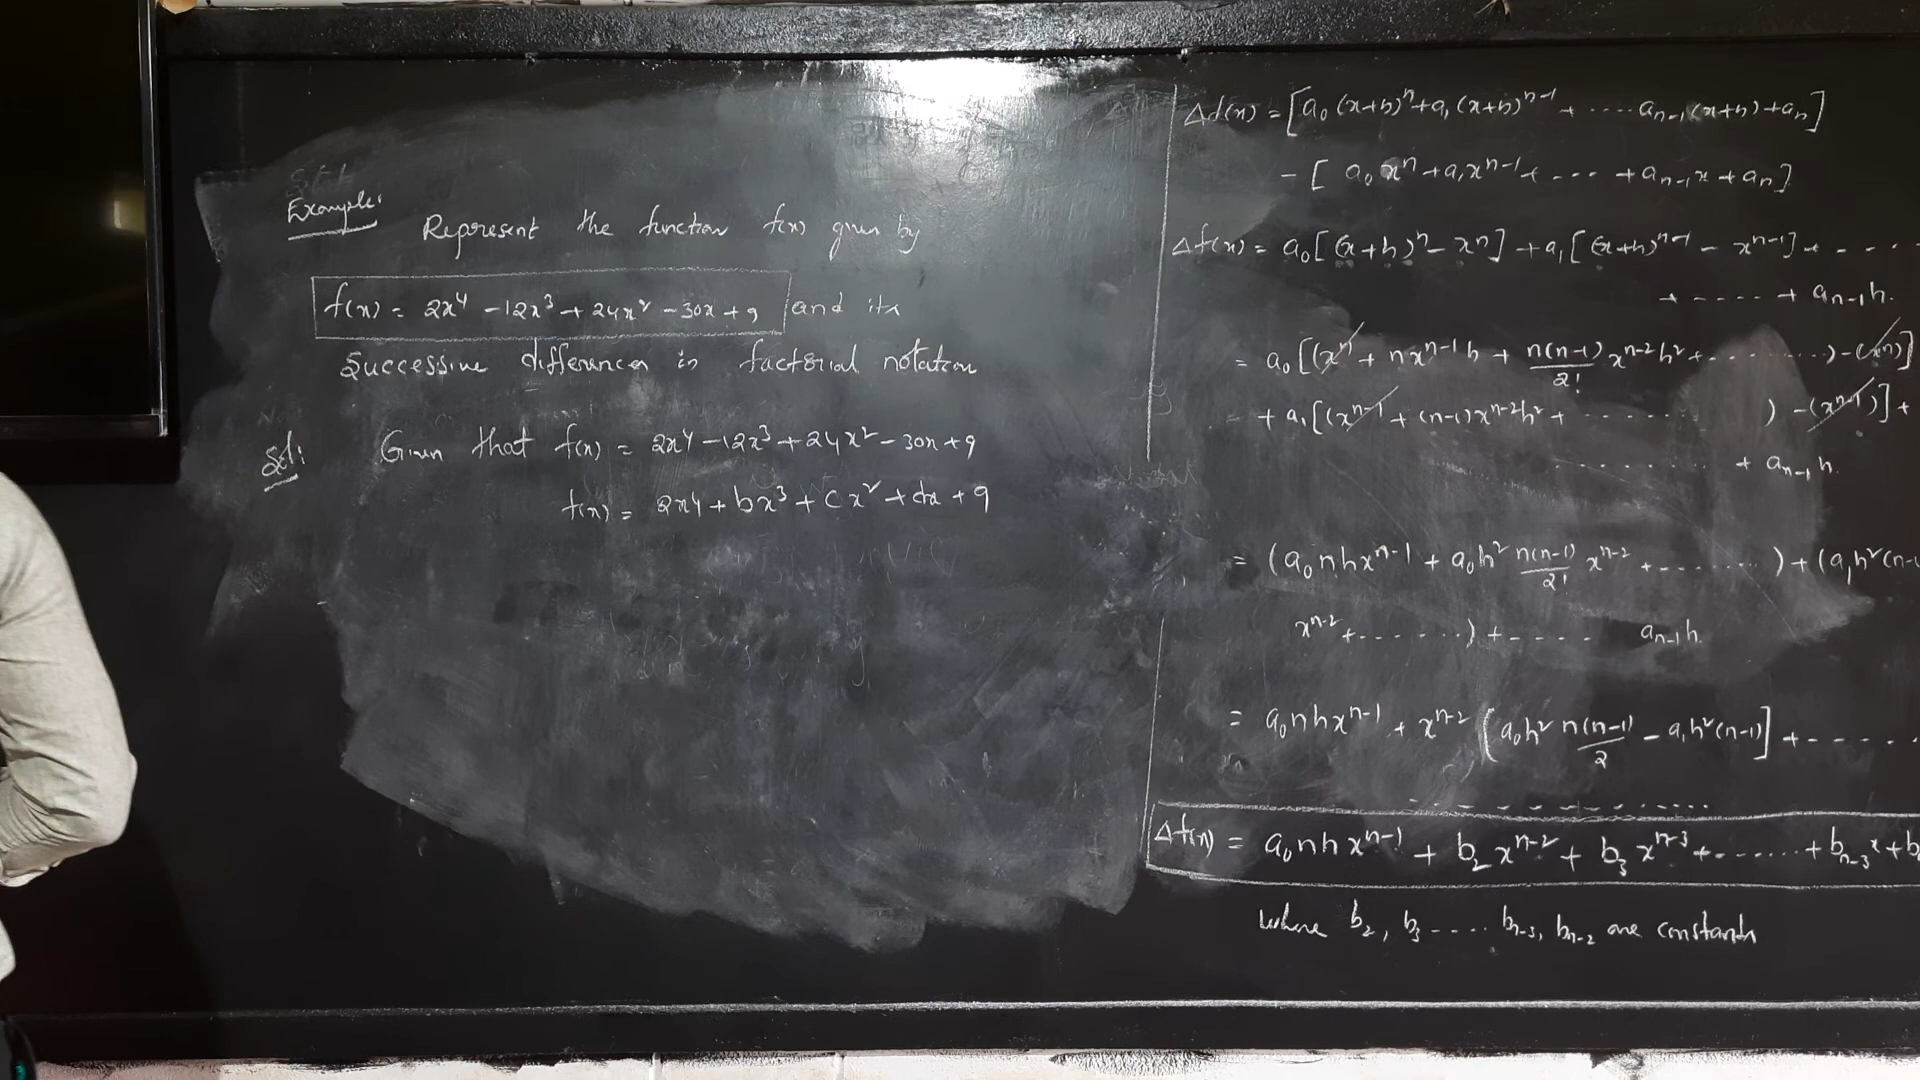 Example:
Represent the function f(x) given by
f(x) = 2x⁴ - 12x³ + 24x² - 30x + 9 and its
Successive differences in factorial notation
Sol: Given that f(x) = 2x⁴ - 12x³ + 24x² - 30x + 9
f(x) = 2x⁴ + bx³ + cx² + dx + 9
Δf(x) = [a₀(x+h)ⁿ + a₁(x+h)ⁿ⁻¹ + ..... aₙ₋₁(x+h) + aₙ]
- [a₀xⁿ + a₁xⁿ⁻¹ + ... + aₙ₋₁x + aₙ]
Δf(x) = a₀[(x+h)ⁿ - xⁿ] + a₁[(x+h)ⁿ⁻¹ - xⁿ⁻¹] + - - -
+ - - - - + aₙ₋₁h.
= a₀[(xⁿ + nxⁿ⁻¹h + n(n-1)/2! xⁿ⁻²h² + ..........) - (xⁿ)]
= + a₁[(xⁿ⁻¹ + (n-1)xⁿ⁻²h² + ..........) - (xⁿ⁻¹)] +
.......... + aₙ₋₁h.
= (a₀nhxⁿ⁻¹ + a₀h² n(n-1)/2! xⁿ⁻² + ..........) + (a₁h²(n-
xⁿ⁻² + .......) + - - - - . aₙ₋₁h.
= a₀nhxⁿ⁻¹ + xⁿ⁻² (a₀h² n(n-1)/2 - a₁h²(n-1)] + - - - - -
Δf(x) = a₀nhxⁿ⁻¹ + b₂xⁿ⁻² + b₃xⁿ⁻³ + ....... + bₙ₋₃x + b
where b₂, b₃ - - - - bₙ₋₃, bₙ₋₂ are constants